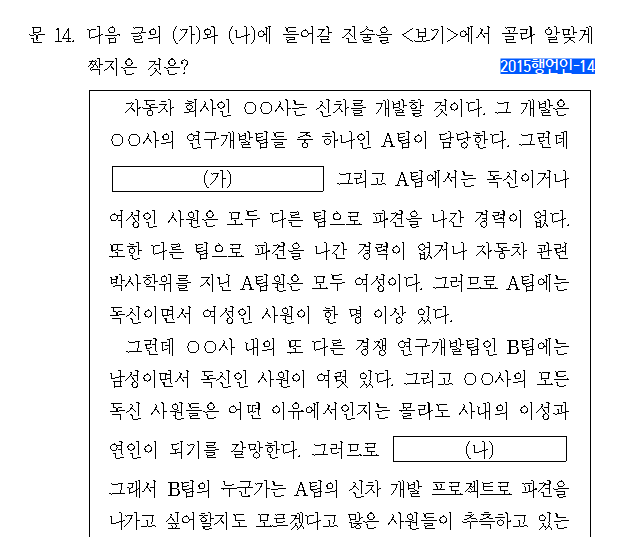 문 14. 다음 글의 (가)와 (나)에 들어갈 진술을 <보기>에서 골라 알맞게
짝지은 것은?
2015행언인-14
자동차 회사인 ○○사는 신차를 개발할 것이다. 그 개발은
○○사의 연구개발팀들 중 하나인 A팀이 담당한다. 그런데
(가) 그리고 A팀에서는 독신이거나
여성인 사원은 모두 다른 팀으로 파견을 나간 경력이 없다.
또한 다른 팀으로 파견을 나간 경력이 없거나 자동차 관련
박사학위를 지닌 A팀원은 모두 여성이다. 그러므로 A팀에는
독신이면서 여성인 사원이 한 명 이상 있다.
그런데 ○○사 내의 또 다른 경쟁 연구개발팀인 B팀에는
남성이면서 독신인 사원이 여럿 있다. 그리고 ○○사의 모든
독신 사원들은 어떤 이유에서인지는 몰라도 사내의 이성과
연인이 되기를 갈망한다. 그러므로 (나)
그래서 B팀의 누군가는 A팀의 신차 개발 프로젝트로 파견을
나가고 싶어할지도 모르겠다고 많은 사원들이 추측하고 있는